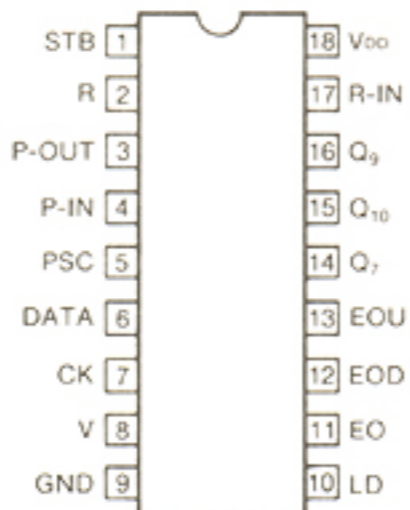 STB 1 18 VDD
R 2 17 R-IN
P-OUT 3 16 Q9
P-IN 4 15 Q10
PSC 5 14 Q7
DATA 6 13 EOU
CK 7 12 EOD
V 8 11 EO
GND 9 10 LD